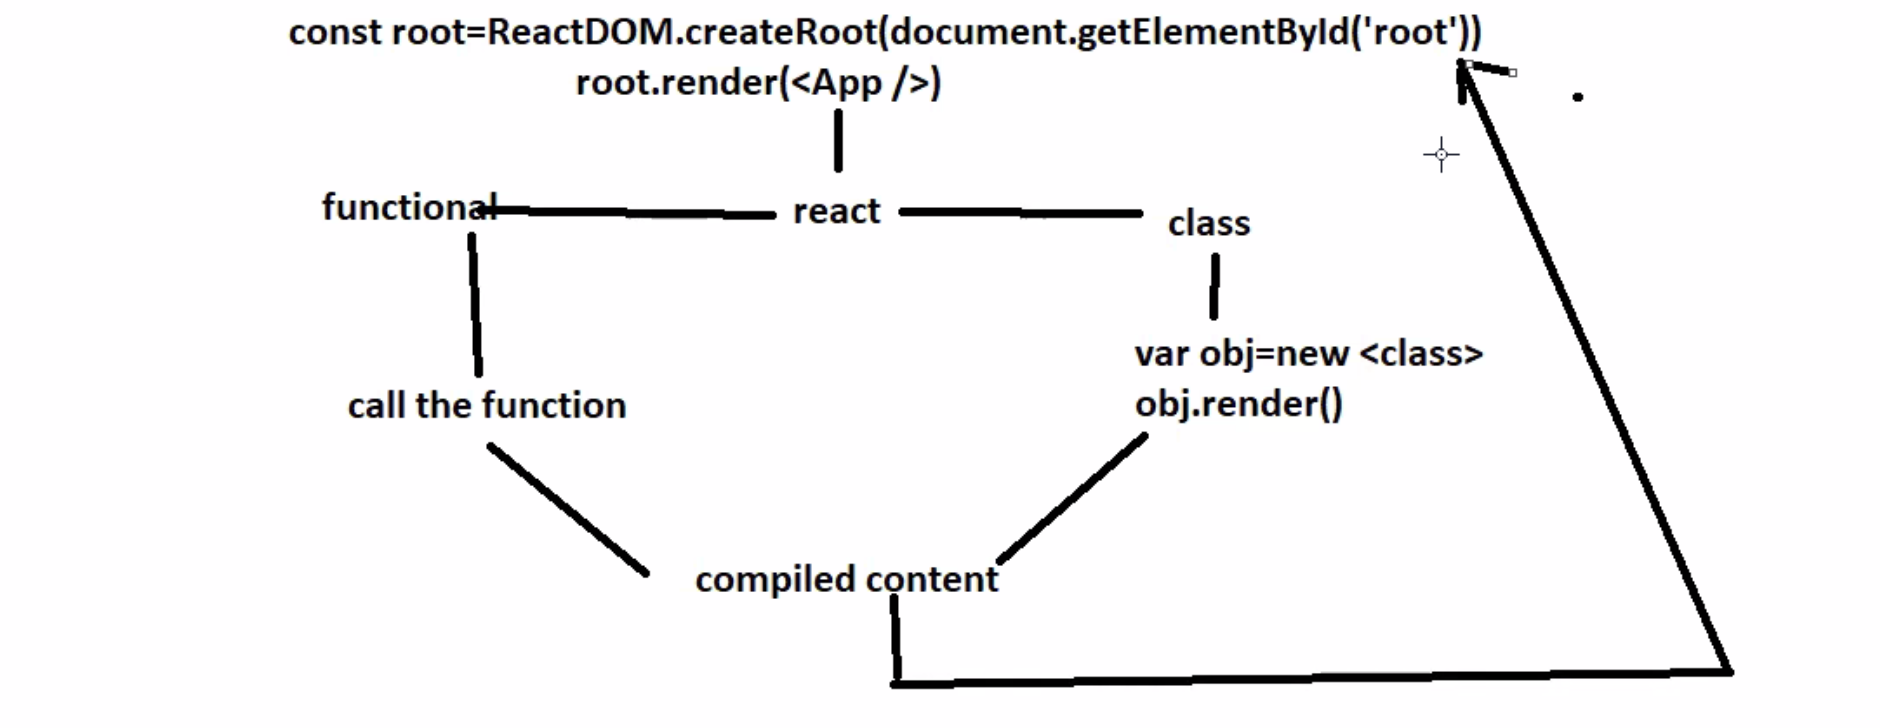 const root=ReactDOM.createRoot(document.getElementById('root'))
root.render(<App />)
functional
react
class
call the function
var obj=new <class>
obj.render()
compiled content